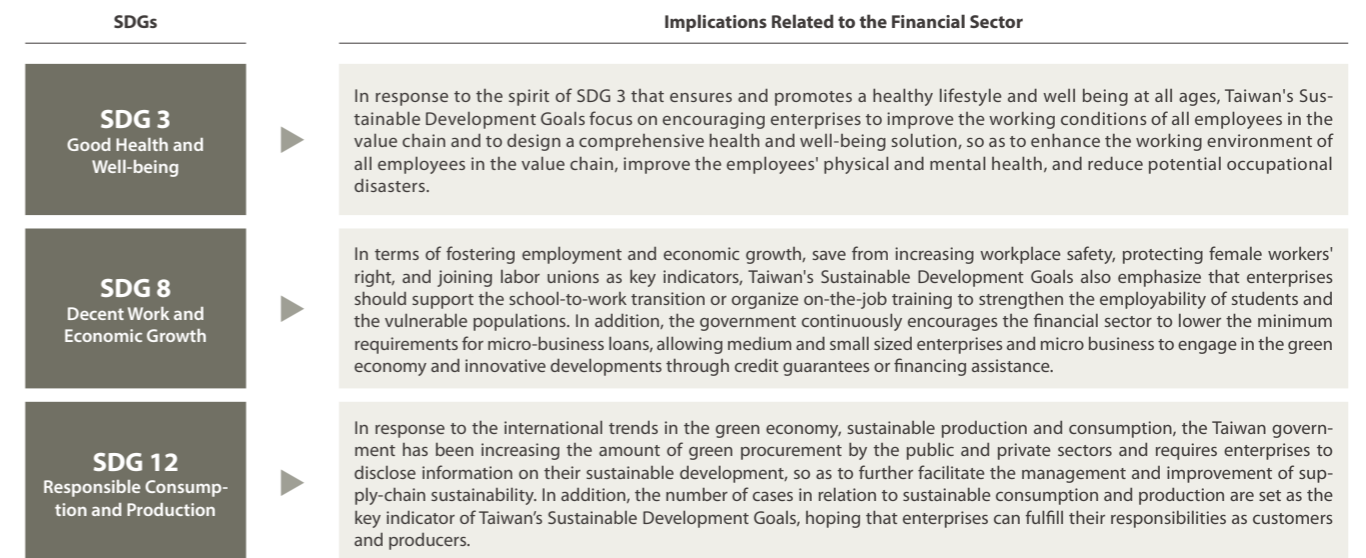 SDGs
Implications Related to the Financial Sector
SDG 3
Good Health and
Well-being
In response to the spirit of SDG 3 that ensures and promotes a healthy lifestyle and well being at all ages, Taiwan's Sus-
tainable Development Goals focus on encouraging enterprises to improve the working conditions of all employees in the
value chain and to design a comprehensive health and well-being solution, so as to enhance the working environment of
all employees in the value chain, improve the employees' physical and mental health, and reduce potential occupational
disasters.
SDG 8
Decent Work and
Economic Growth
In terms of fostering employment and economic growth, save from increasing workplace safety, protecting female workers'
right, and joining labor unions as key indicators, Taiwan's Sustainable Development Goals also emphasize that enterprises
should support the school-to-work transition or organize on-the-job training to strengthen the employability of students and
the vulnerable populations. In addition, the government continuously encourages the financial sector to lower the minimum
requirements for micro-business loans, allowing medium and small sized enterprises and micro business to engage in the green
economy and innovative developments through credit guarantees or financing assistance.
SDG 12
Responsible Consump-
tion and Production
In response to the international trends in the green economy, sustainable production and consumption, the Taiwan govern-
ment has been increasing the amount of green procurement by the public and private sectors and requires enterprises to
disclose information on their sustainable development, so as to further facilitate the management and improvement of sup-
ply-chain sustainability. In addition, the number of cases in relation to sustainable consumption and production are set as the
key indicator of Taiwan’s Sustainable Development Goals, hoping that enterprises can fulfill their responsibilities as customers
and producers.